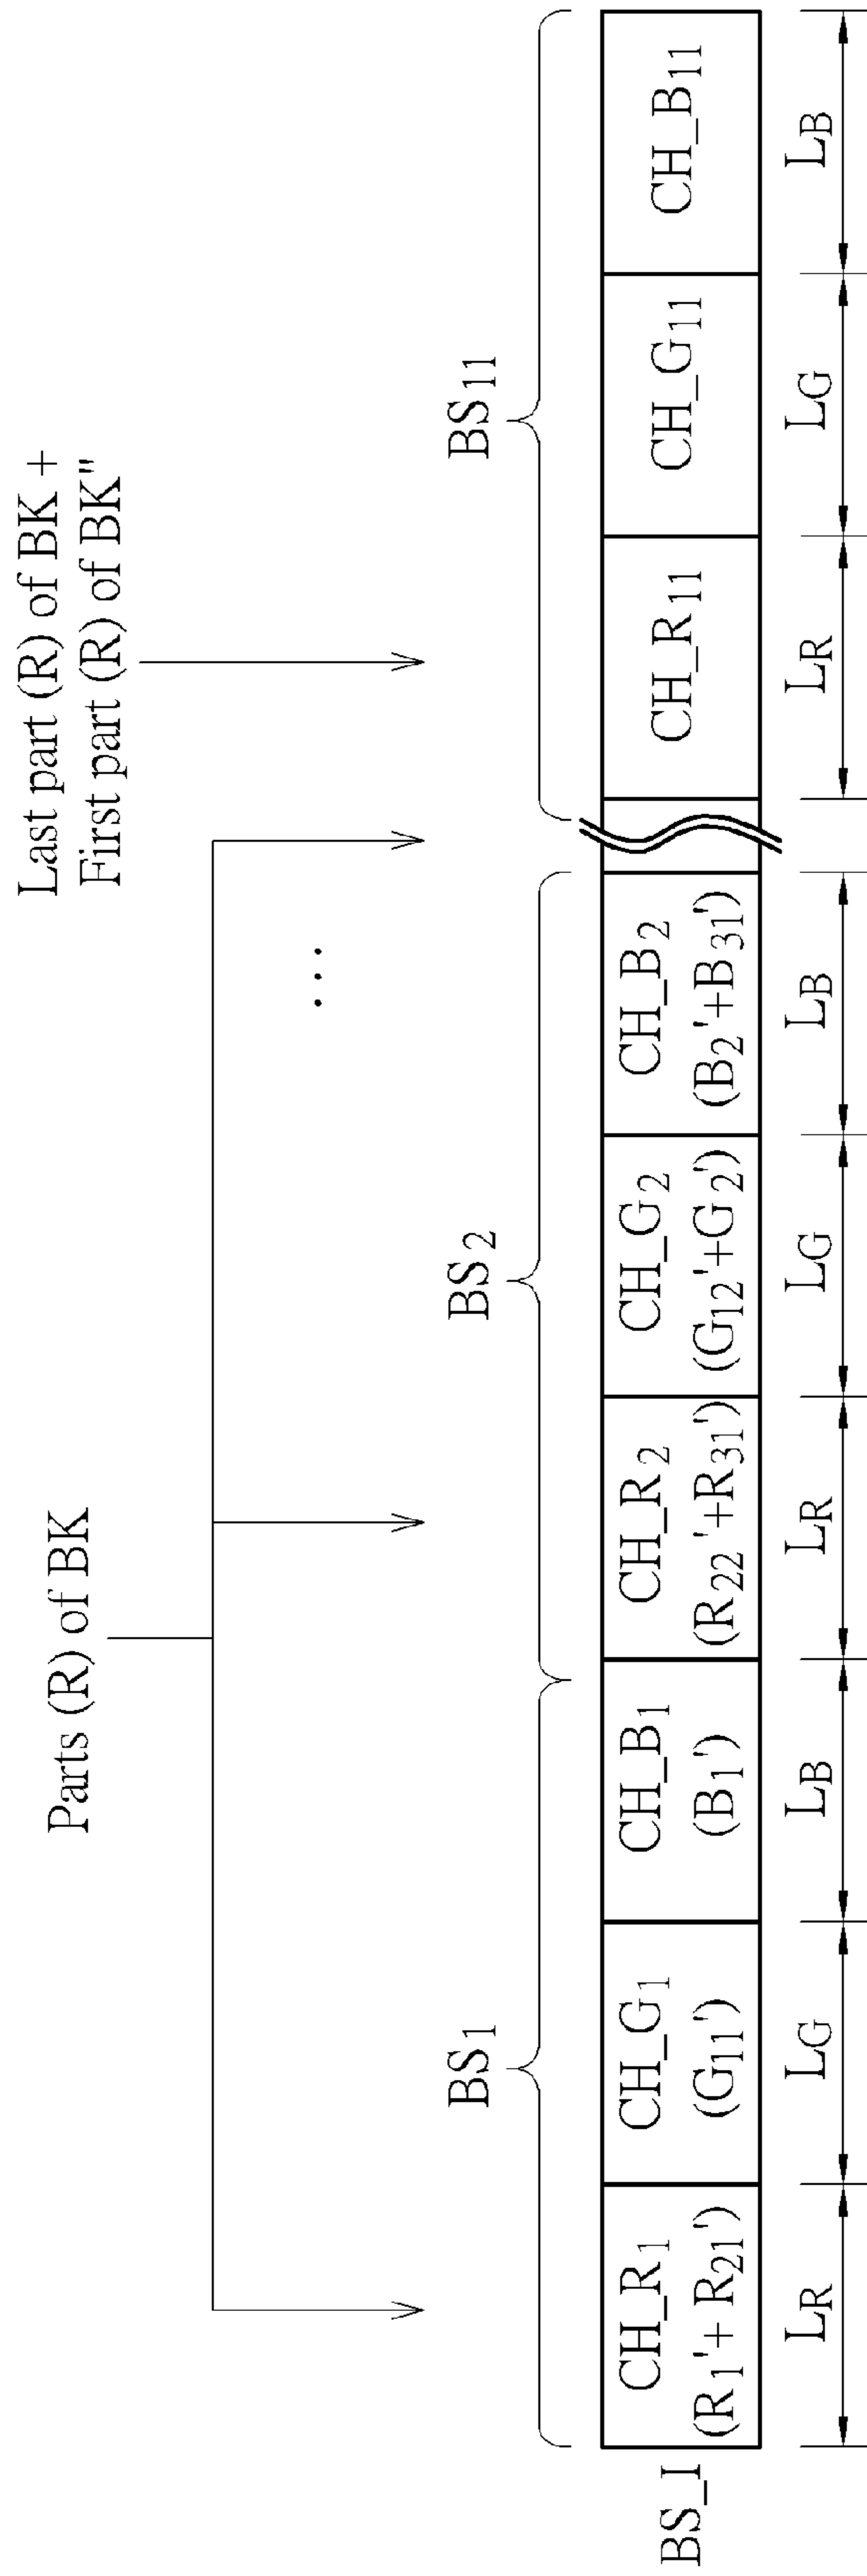 Last part (R) of BK +
First part (R) of BK"
Parts (R) of BK
...
BS1
BS2
BS11
BS_I
CH_R1
(R1'+ R21')
CH_G1
(G11')
CH_B1
(B1')
CH_R2
(R22'+R31')
CH_G2
(G12'+G2')
CH_B2
(B2'+B31')
CH_R11
CH_G11
CH_B11
LR
LG
LB
LR
LG
LB
LR
LG
LB